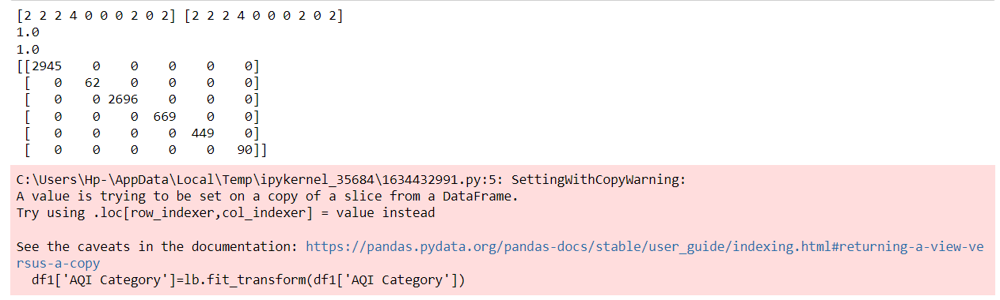 [2 2 2 4 0 0 0 2 0 2] [2 2 2 4 0 0 0 2 0 2]
1.0
1.0
[[2945    0    0    0    0    0]
 [   0   62    0    0    0    0]
 [   0    0 2696    0    0    0]
 [   0    0    0  669    0    0]
 [   0    0    0    0  449    0]
 [   0    0    0    0    0   90]]
C:\Users\Hp-\AppData\Local\Temp\ipykernel_35684\1634432991.py:5: SettingWithCopyWarning:
A value is trying to be set on a copy of a slice from a DataFrame.
Try using .loc[row_indexer,col_indexer] = value instead
See the caveats in the documentation: https://pandas.pydata.org/pandas-docs/stable/user_guide/indexing.html#returning-a-view-ve
rsus-a-copy
  df1['AQI Category']=lb.fit_transform(df1['AQI Category'])